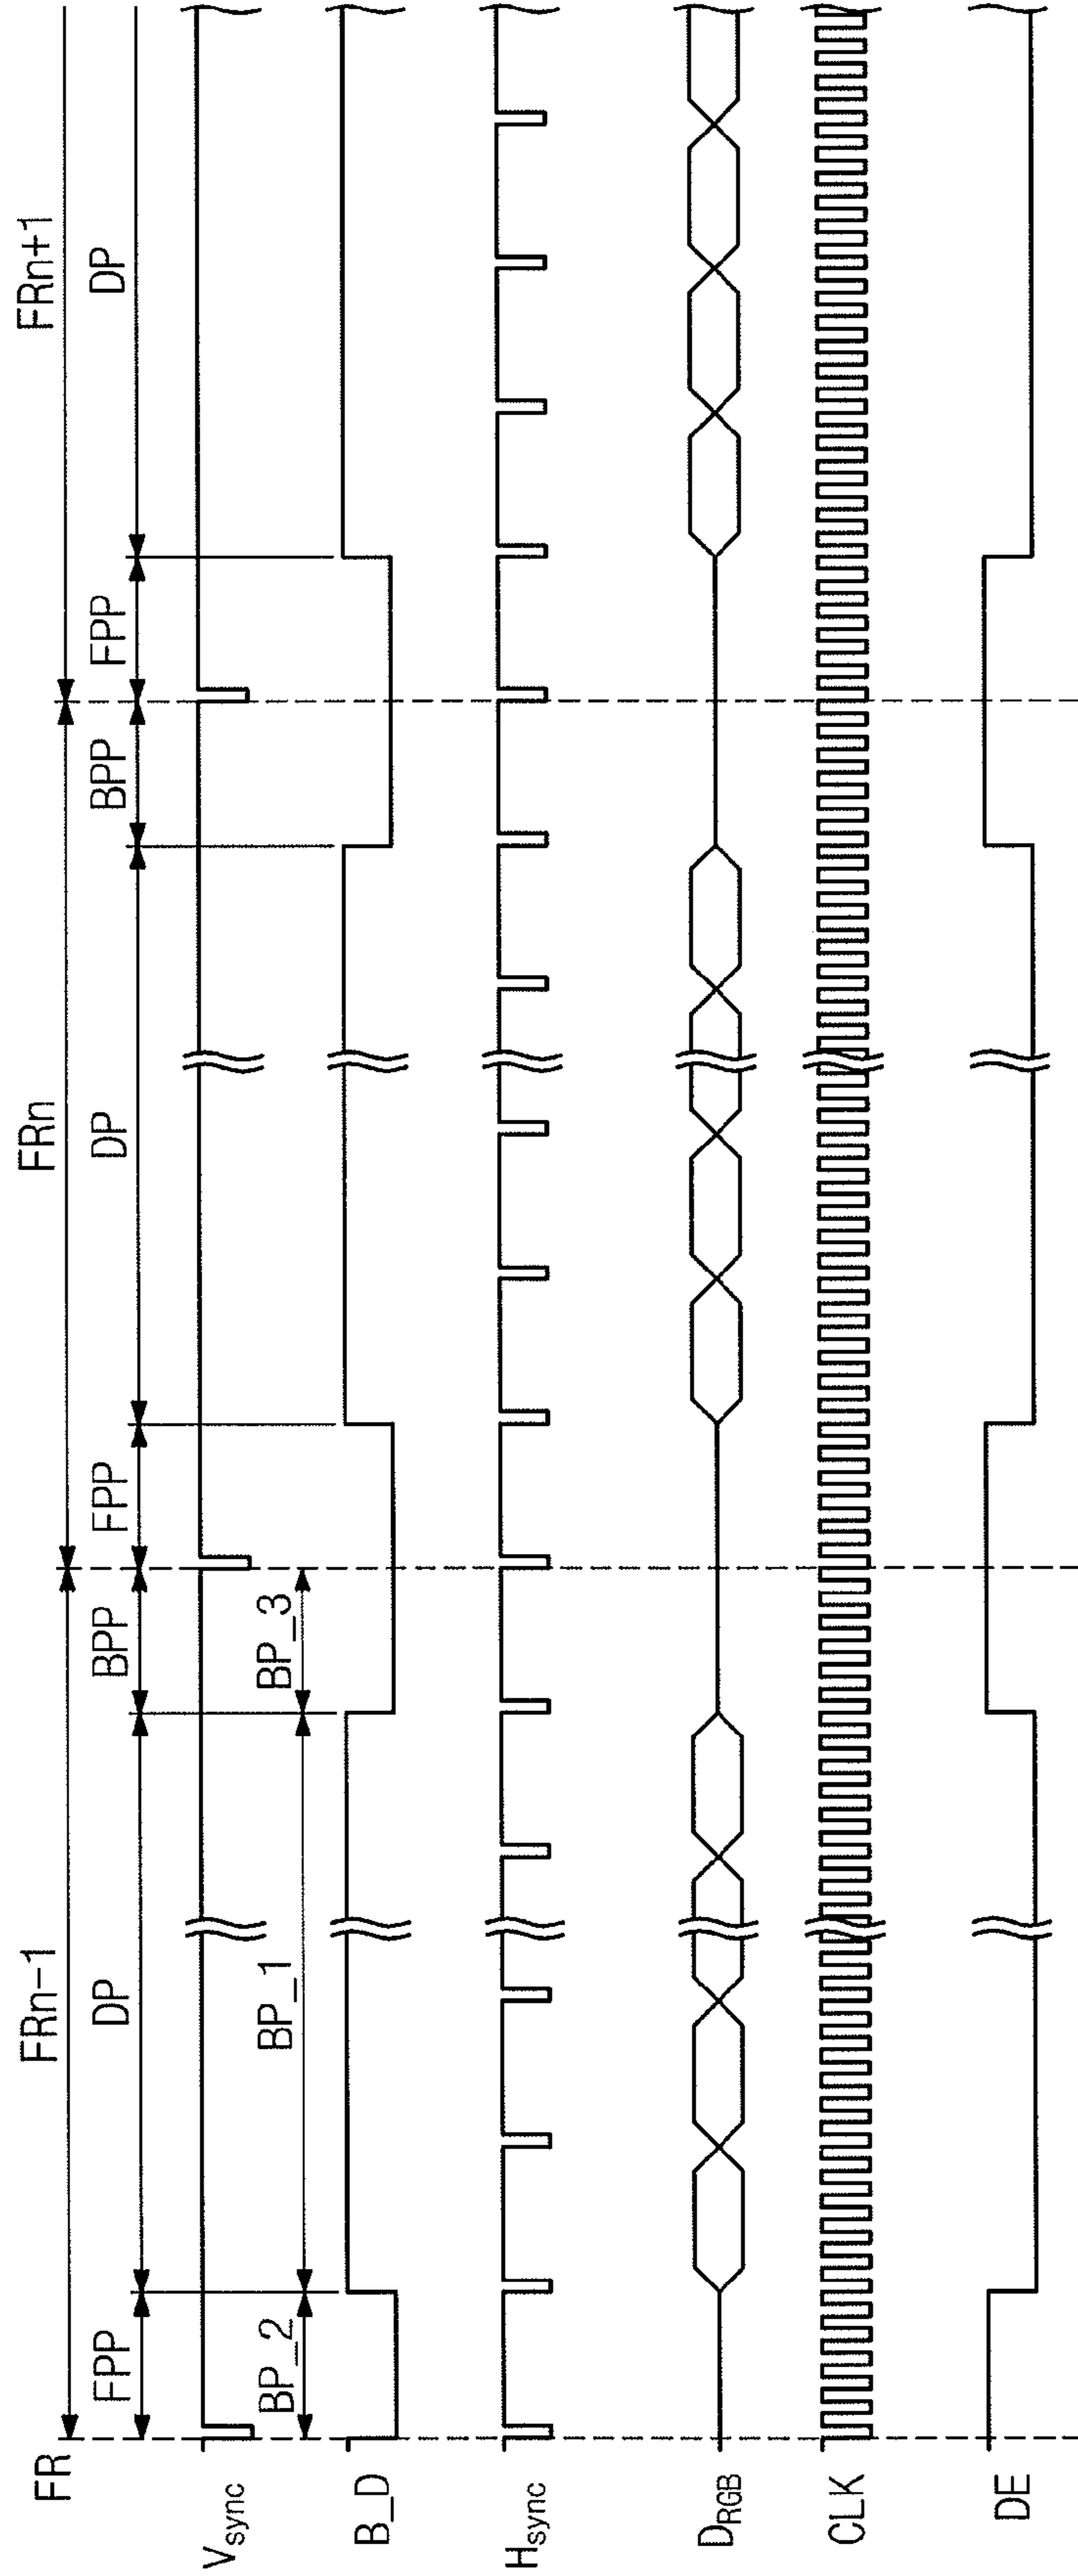 FR
FRn-1
FRn
FRn+1
FPP
DP
BPP
FPP
DP
BPP
FPP
DP
Vsync
BP_2
BP_1
BP_3
B_D
Hsync
DRGB
CLK
DE